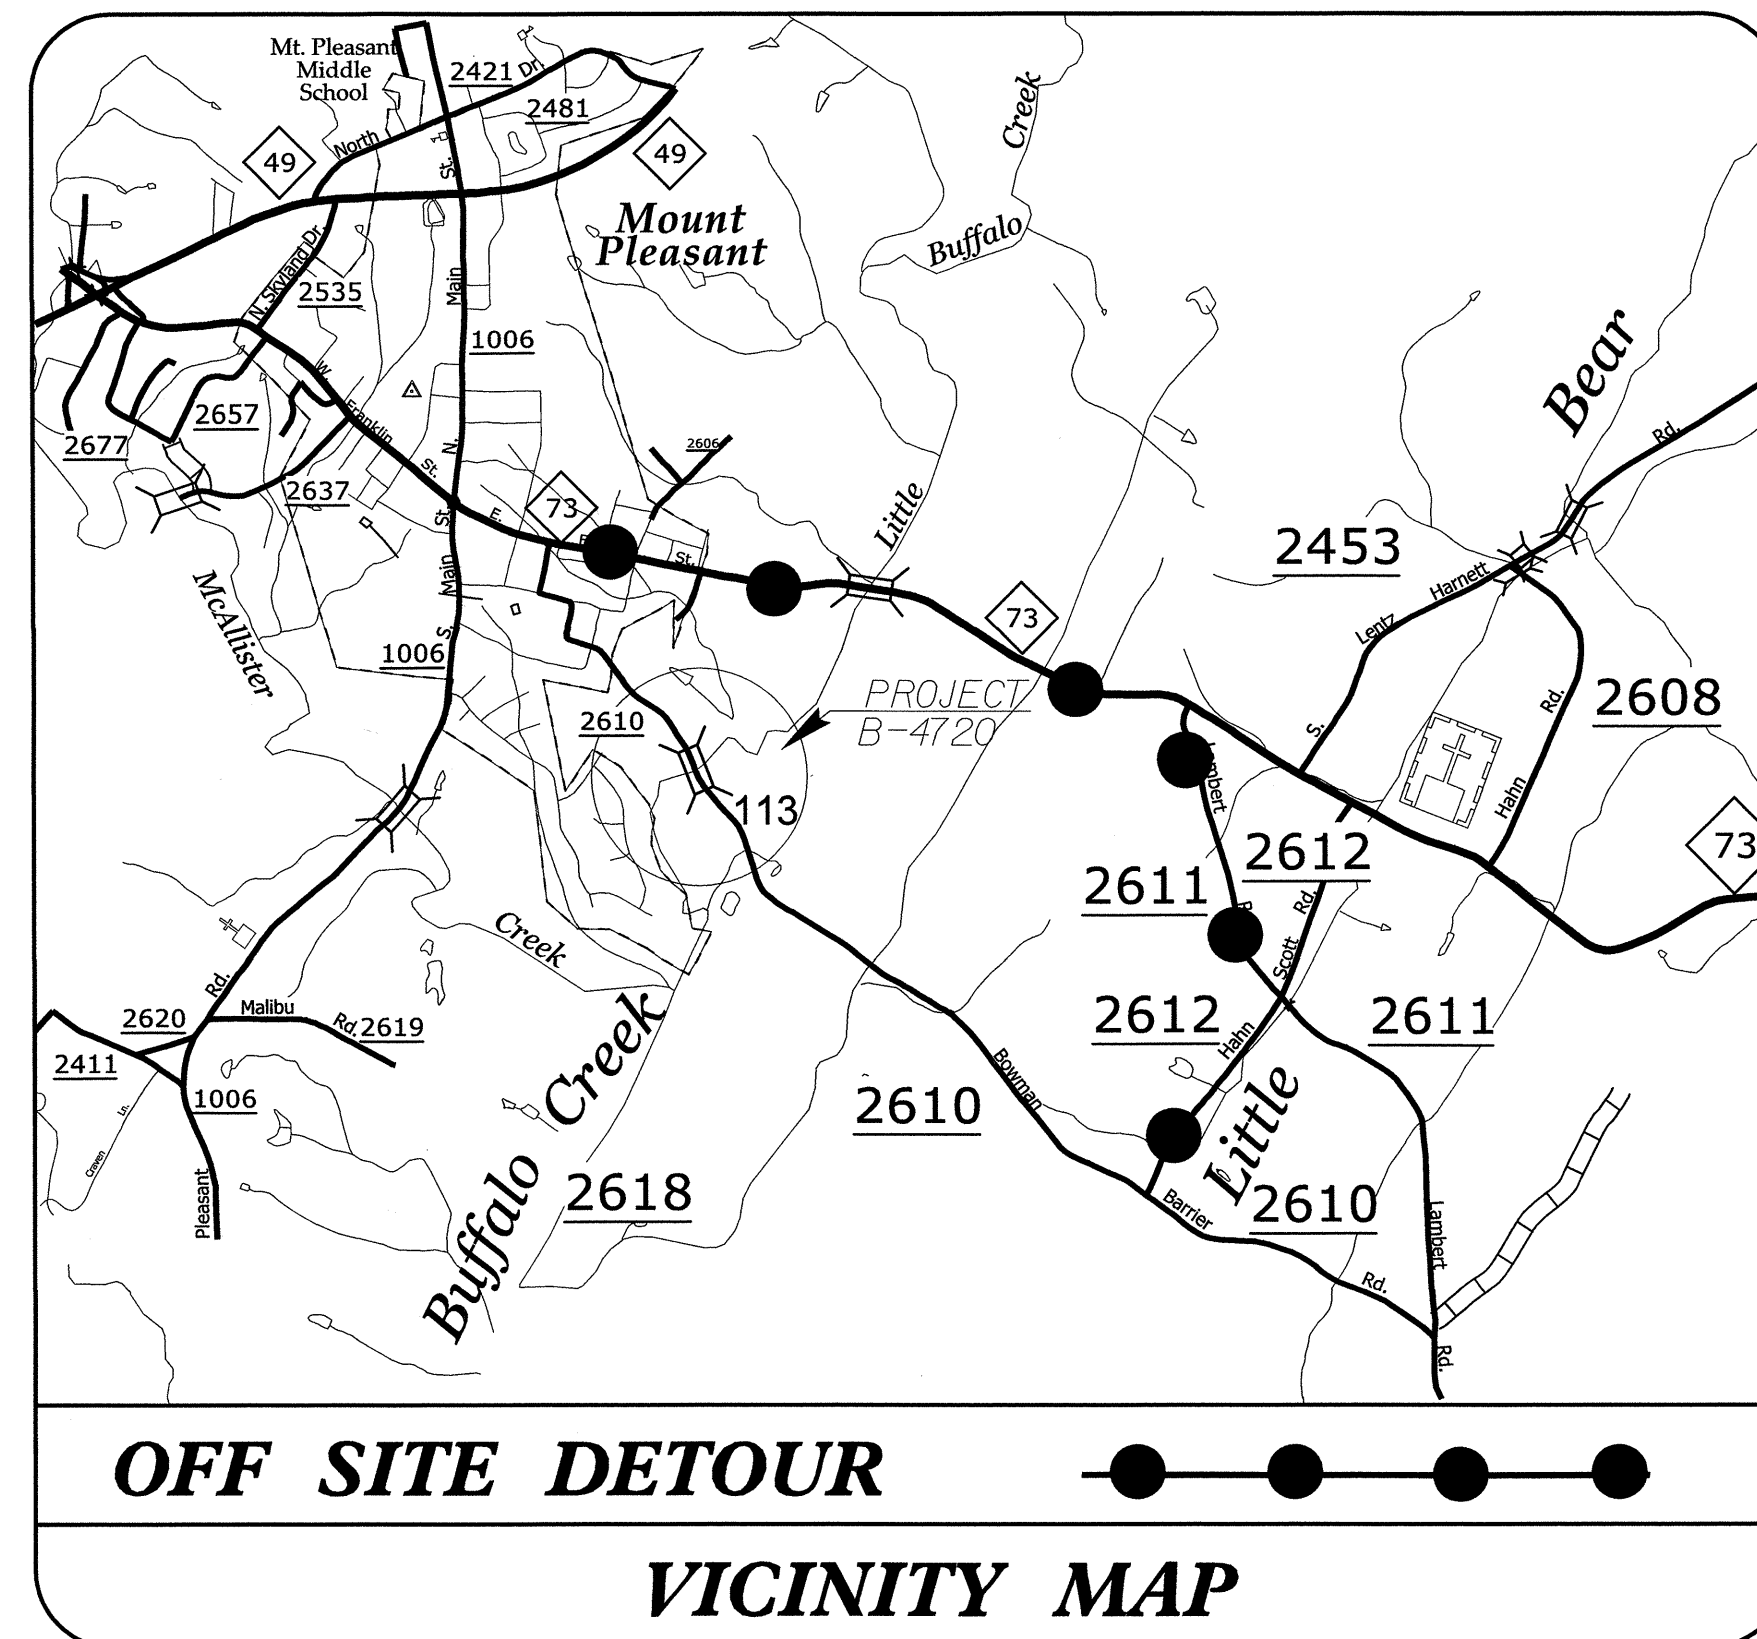 Mt. Pleasant
Middle
School
2421
Dr.
2481
North
49
49
St.
Creek
Mount
Pleasant
Buffalo
N. Skyland Dr.
2535
Main
1006
W.
Franklin
St.
2657
2677
2637
N.
2606
Bear
Rd.
73
E.
St.
St.
Little
2453
Harnett
Lentz
S.
McAllister
Main
S.
1006
73
2610
PROJECT
B-4720
113
2608
Rd.
Hahn
73
Lambert
2612
2611
Rd.
Scott
Creek
Rd.
Malibu
Rd.
2620
2619
2411
1006
Ln.
Craven
Pleasant
2612
Hahn
2611
Bowman
2610
Buffalo Creek
2618
Little
Barrier
2610
Lambert
Rd.
Rd.
OFF SITE DETOUR
VICINITY MAP